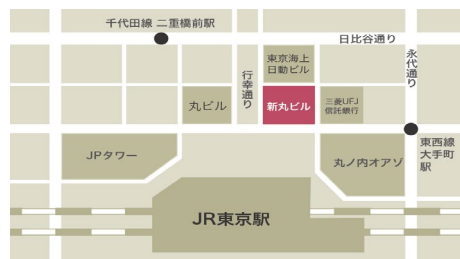 千代田線 二重橋前駅
日比谷通り
永代通り
東京海上
日動ビル
行幸通り
丸ビル
新丸ビル
三菱UFJ
信託銀行
JPタワー
丸ノ内オアゾ
東西線
大手町
駅
JR東京駅